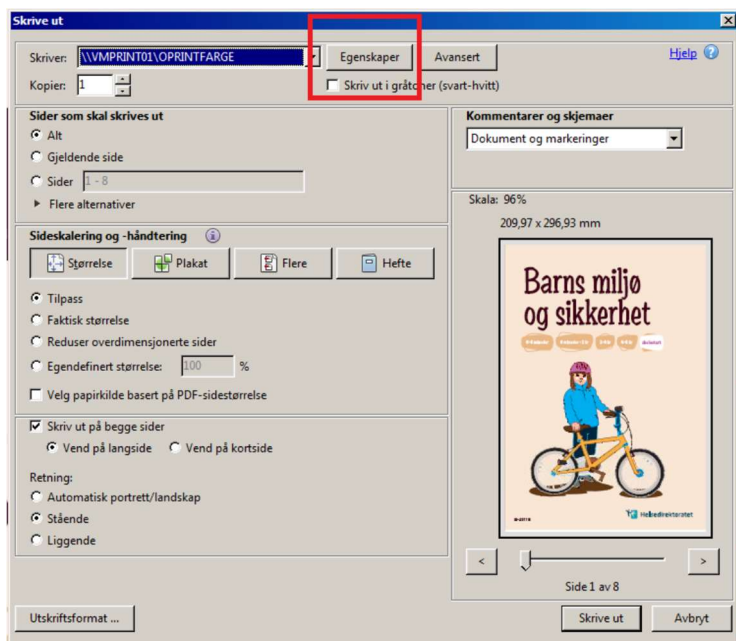 Skrive ut
Skriver: \\VMPRINT01\OPRINTFARGE Egenskaper Avansert Hjelp
Kopier: 1 Skriv ut i gråtoner (svart-hvitt)
Sider som skal skrives ut
Alt
Gjeldende side
Sider 1 - 8
Flere alternativer
Sideskalering og -håndtering
Størrelse Plakat Flere Hefte
Tilpass
Faktisk størrelse
Reduser overdimensjonerte sider
Egendefinert størrelse: 100 %
Velg papirkilde basert på PDF-sidestørrelse
Skriv ut på begge sider
Vend på langside Vend på kortside
Retning:
Automatisk portrett/landskap
Stående
Liggende
Kommentarer og skjemaer
Dokument og markeringer
Skala: 96%
209,97 x 296,93 mm
Barns miljø
og sikkerhet
Helsedirektoratet
< >
Side 1 av 8
Utskriftsformat ... Skrive ut Avbryt